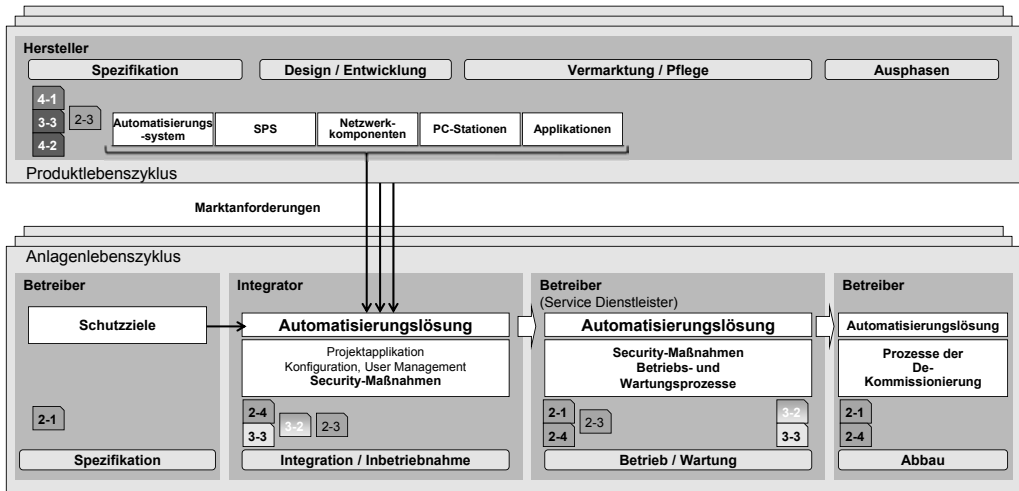 Hersteller
Spezifikation
Design / Entwicklung
Vermarktung / Pflege
Ausphasen
4-1
3-3
4-2
2-3
Automatisierungs
-system
SPS
Netzwerk-
komponenten
PC-Stationen
Applikationen
Produktlebenszyklus
Marktanforderungen
Anlagenlebenszyklus
Betreiber
Schutzziele
2-1
Spezifikation
Integrator
Automatisierungslösung
Projektapplikation
Konfiguration, User Management
Security-Maßnahmen
2-4
3-3
3-2
2-3
Integration / Inbetriebnahme
Betreiber
(Service Dienstleister)
Automatisierungslösung
Security-Maßnahmen
Betriebs- und
Wartungsprozesse
2-1
2-4
2-3
3-2
3-3
Betrieb / Wartung
Betreiber
Automatisierungslösung
Prozesse der
De-
Kommissionierung
2-1
2-4
Abbau